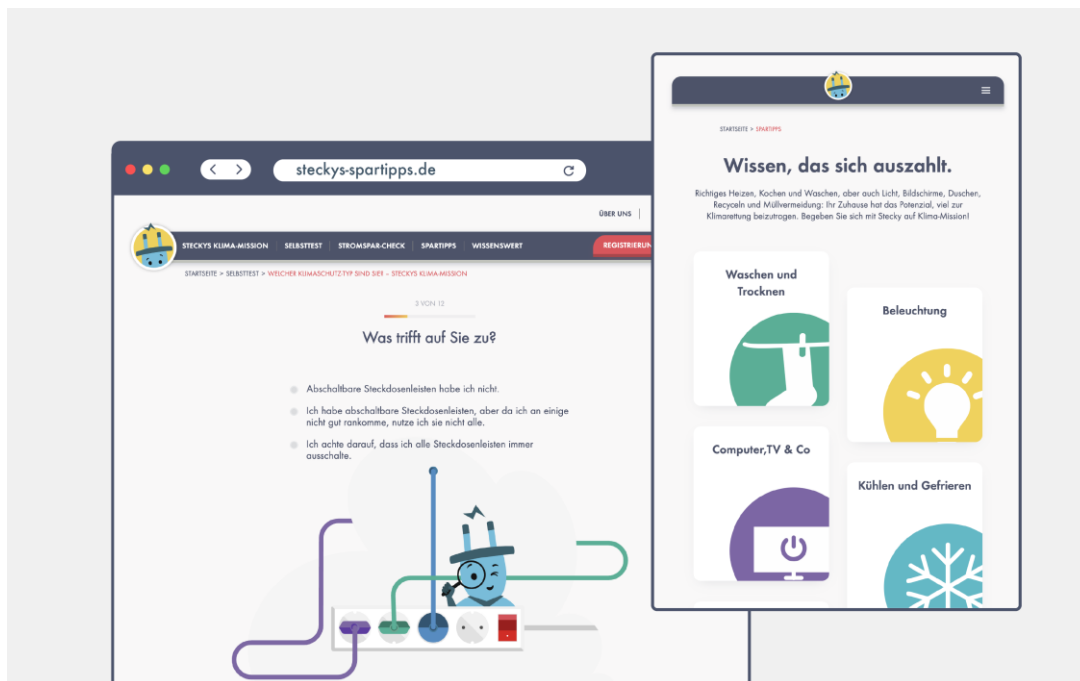 steckys-spartipps.de
ÜBER UNS
STECKYS KLIMA-MISSION SELBSTTEST STROMSPAR-CHECK SPARTIPPS WISSENSWERT
STARTSEITE > SELBSTTEST > WELCHER KLIMASCHUTZ-TYP SIND SIE? – STECKYS KLIMA-MISSION
3 VON 12
Was trifft auf Sie zu?
Abschaltbare Steckdosenleisten habe ich nicht.
Ich habe abschaltbare Steckdosenleisten, aber da ich an einige
nicht gut rankomme, nutze ich sie nicht alle.
Ich achte darauf, dass ich alle Steckdosenleisten immer
ausschalte.
STARTSEITE > SPARTIPPS
Wissen, das sich auszahlt.
Richtiges Heizen, Kochen und Waschen, aber auch Licht, Bildschirme, Duschen,
Recyceln und Müllvermeidung: Ihr Zuhause hat das Potenzial, viel zur
Klimarettung beizutragen. Begeben Sie sich mit Stecky auf Klima-Mission!
Waschen und
Trocknen
Beleuchtung
Computer,TV & Co
Kühlen und Gefrieren